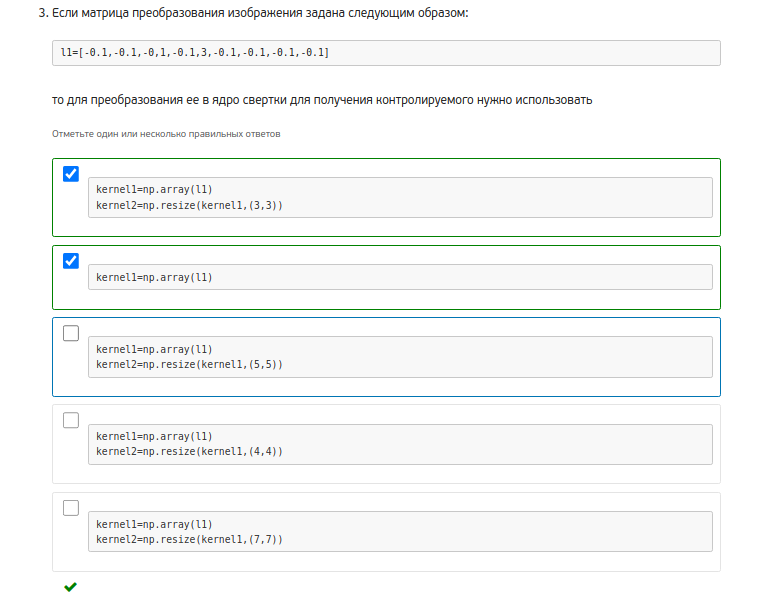 3. Если матрица преобразования изображения задана следующим образом:
l1=[-0.1,-0.1,-0,1,-0.1,3,-0.1,-0.1,-0.1,-0.1]
то для преобразования ее в ядро свертки для получения контролируемого нужно использовать
Отметьте один или несколько правильных ответов
kernel1=np.array(l1)
kernel2=np.resize(kernel1,(3,3))
kernel1=np.array(l1)
kernel1=np.array(l1)
kernel2=np.resize(kernel1,(5,5))
kernel1=np.array(l1)
kernel2=np.resize(kernel1,(4,4))
kernel1=np.array(l1)
kernel2=np.resize(kernel1,(7,7))